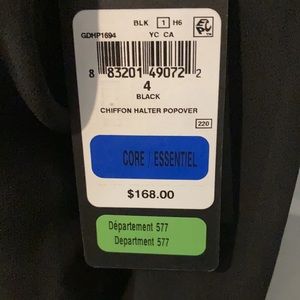 BLK 1 H6
GDHP1694 YC CA
8 83201 49072 2
4
BLACK
CHIFFON HALTER POPOVER
220
CORE / ESSENTIEL
$168.00
Département 577
Department 577